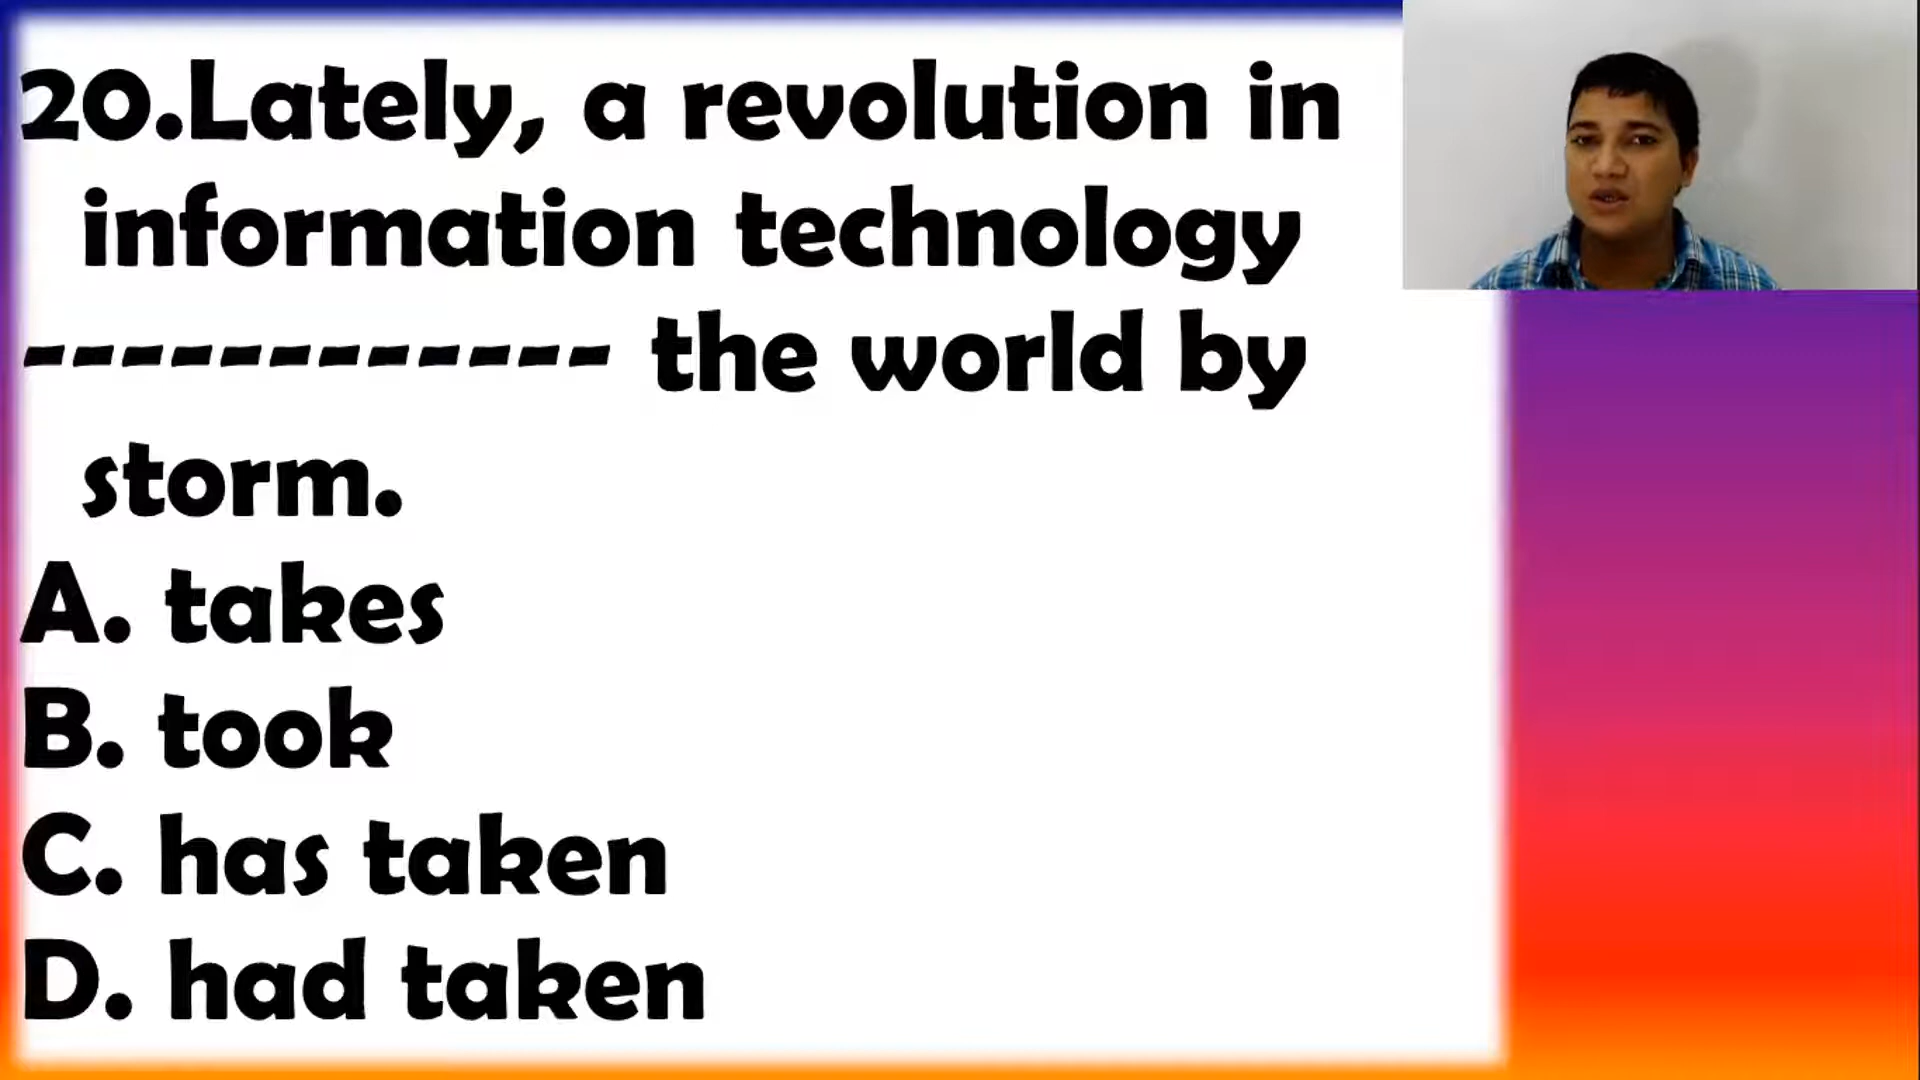 20.Lately, a revolution in
information technology
------------- the world by
storm.
A. takes
B. took
C. has taken
D. had taken